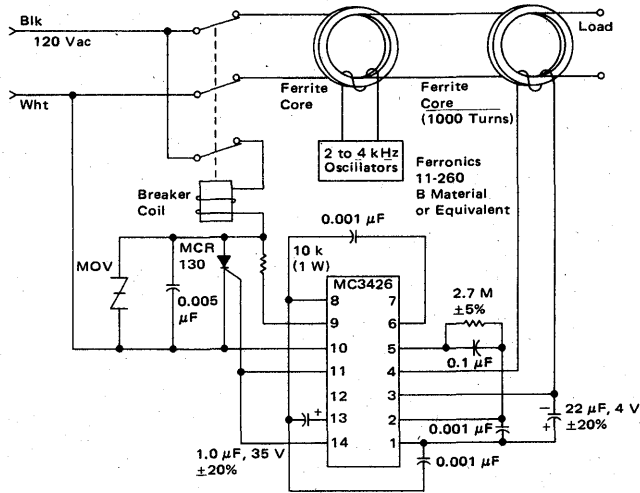 Blk
120 Vac
Wht
Load
Ferrite
Core
2 to 4 kHz
Oscillators
Ferrite
Core
(1000 Turns)
Ferronics
11-260
B Material
or Equivalent
Breaker
Coil
0.001 µF
10 k
(1 W)
MOV
MCR
130
0.005
µF
MC3426
8 7
9 6
10 5
11 4
12 3
13 2
14 1
2.7 M
±5%
0.1 µF
+
1.0 µF, 35 V
±20%
0.001 µF
0.001 µF
−
+
22 µF, 4 V
±20%